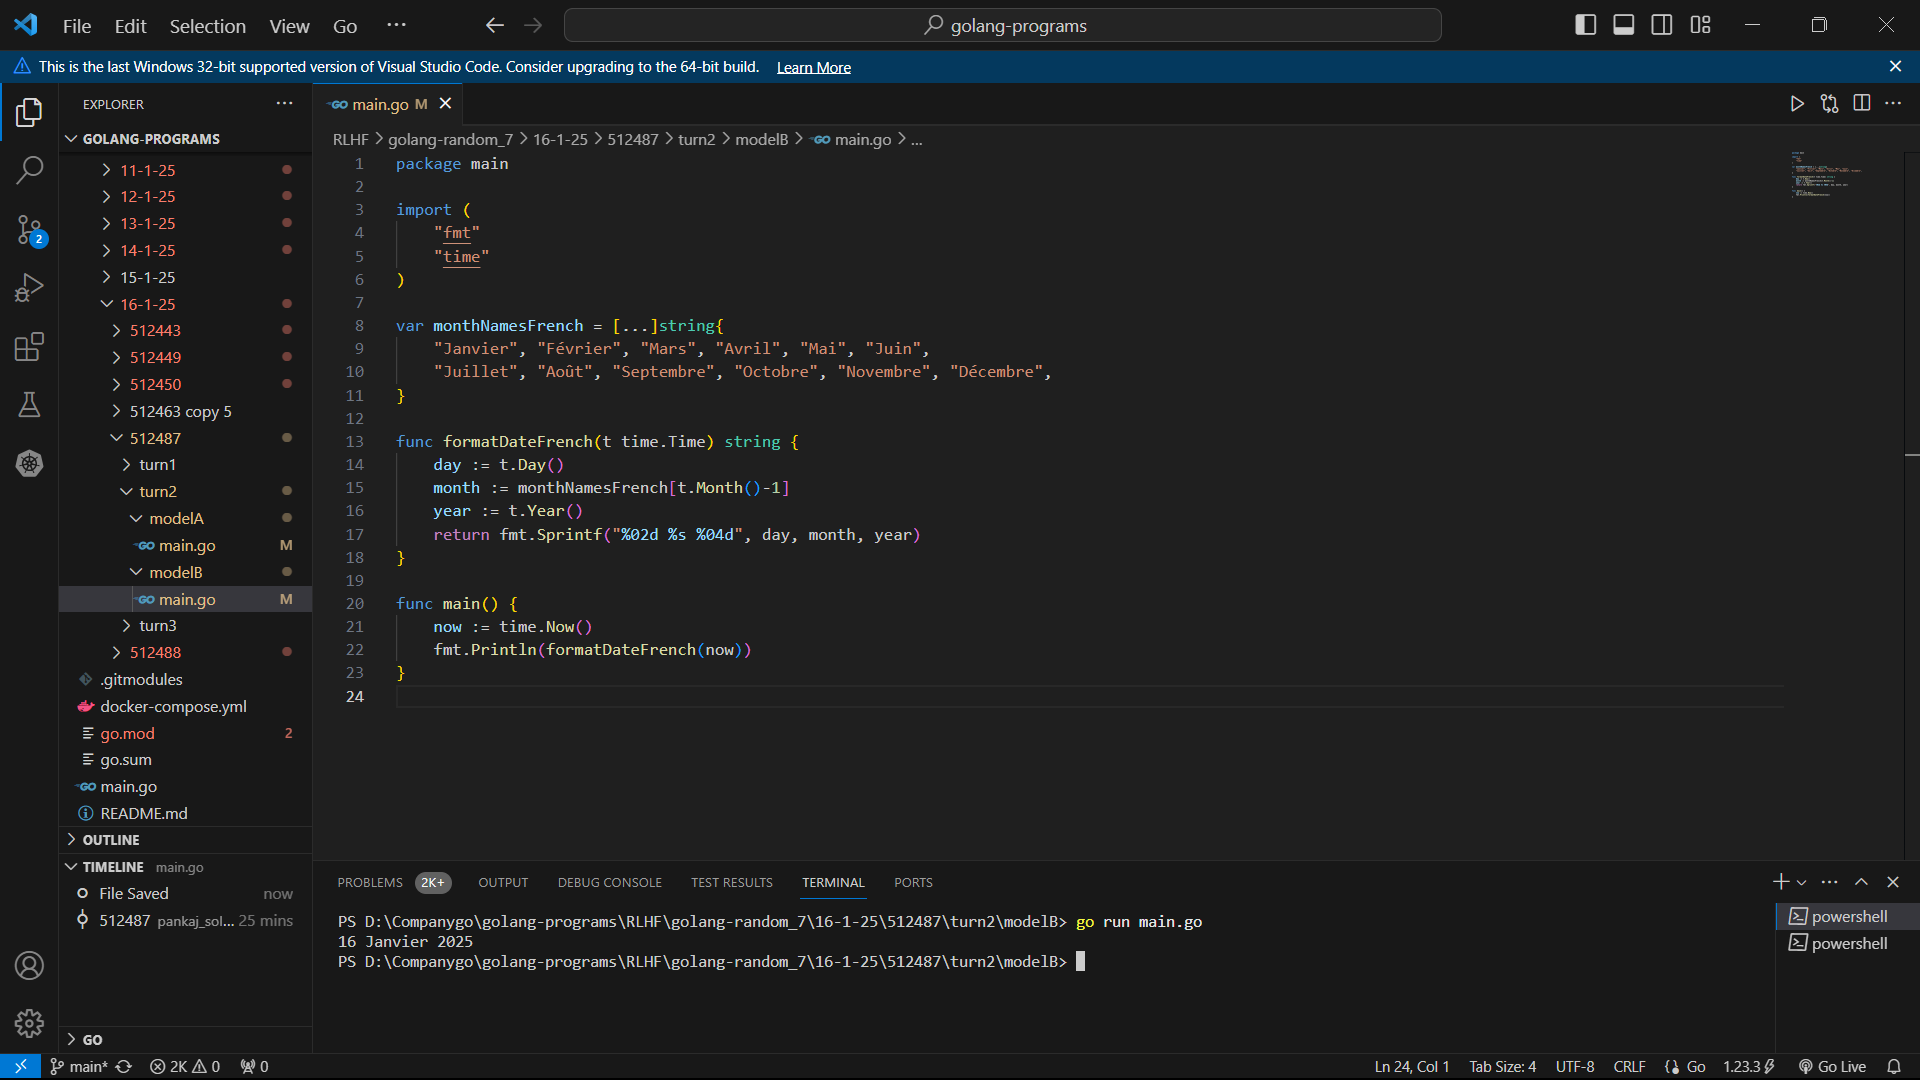 File Edit Selection View Go ···
golang-programs
This is the last Windows 32-bit supported version of Visual Studio Code. Consider upgrading to the 64-bit build. Learn More
EXPLORER ···
GOLANG-PROGRAMS
11-1-25
12-1-25
13-1-25
14-1-25
15-1-25
16-1-25
512443
512449
512450
512463 copy 5
512487
turn1
turn2
modelA
GO main.go M
modelB
GO main.go M
turn3
512488
.gitmodules
docker-compose.yml
go.mod 2
go.sum
GO main.go
README.md
OUTLINE
TIMELINE main.go
File Saved now
512487 pankaj_sol... 25 mins
GO
2
GO main.go M
RLHF > golang-random_7 > 16-1-25 > 512487 > turn2 > modelB > GO main.go > ...
1 package main
2
3 import (
4 "fmt"
5 "time"
6 )
7
8 var monthNamesFrench = [...]string{
9 "Janvier", "Février", "Mars", "Avril", "Mai", "Juin",
10 "Juillet", "Août", "Septembre", "Octobre", "Novembre", "Décembre",
11 }
12
13 func formatDateFrench(t time.Time) string {
14 day := t.Day()
15 month := monthNamesFrench[t.Month()-1]
16 year := t.Year()
17 return fmt.Sprintf("%02d %s %04d", day, month, year)
18 }
19
20 func main() {
21 now := time.Now()
22 fmt.Println(formatDateFrench(now))
23 }
24
PROBLEMS 2K+ OUTPUT DEBUG CONSOLE TEST RESULTS TERMINAL PORTS
PS D:\Companygo\golang-programs\RLHF\golang-random_7\16-1-25\512487\turn2\modelB> go run main.go
16 Janvier 2025
PS D:\Companygo\golang-programs\RLHF\golang-random_7\16-1-25\512487\turn2\modelB>
powershell
powershell
main* 2K 0 0
Ln 24, Col 1 Tab Size: 4 UTF-8 CRLF Go 1.23.3 Go Live